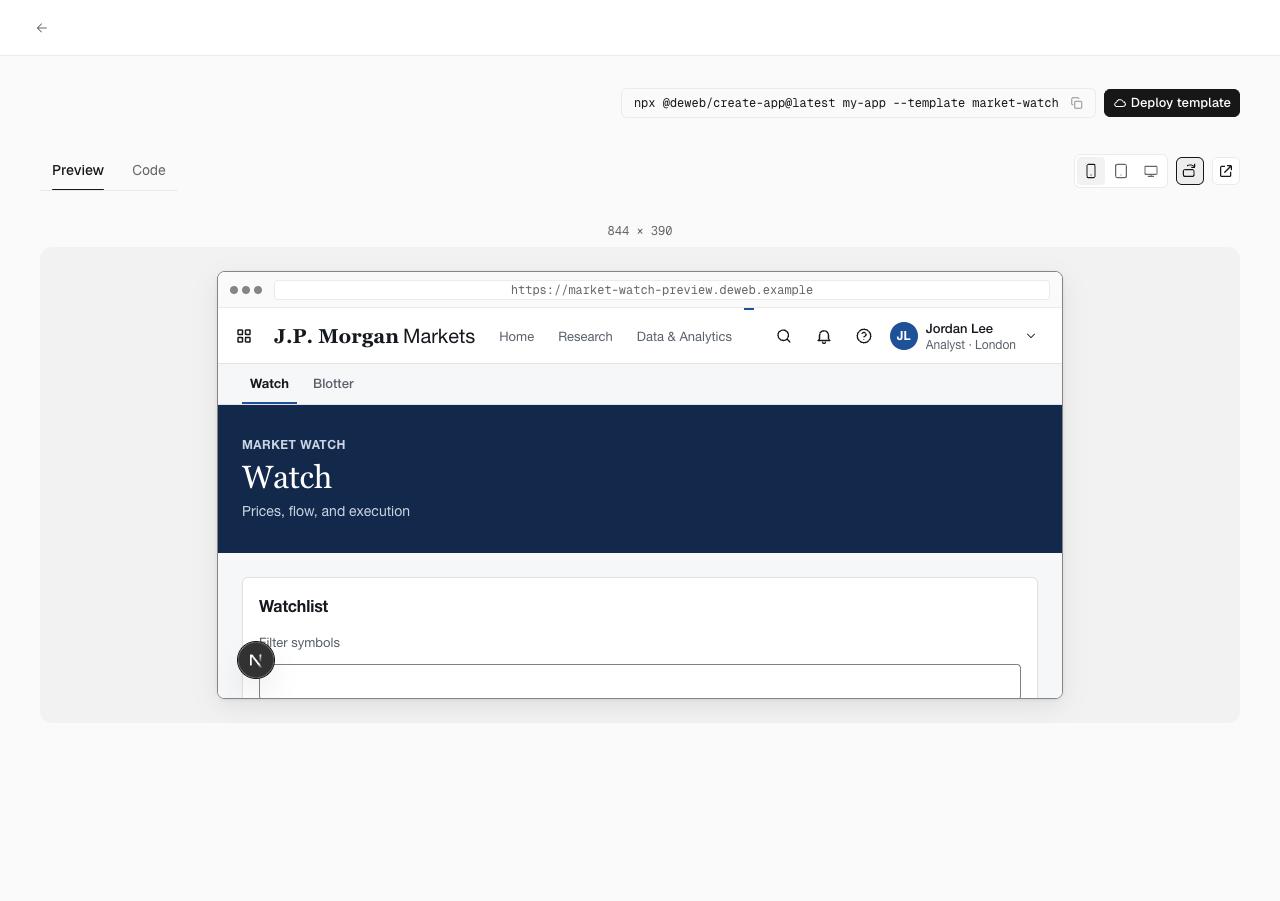 npx @deweb/create-app@latest my-app --template market-watch
Deploy template
Preview
Code
844 × 390
https://market-watch-preview.deweb.example
J.P. Morgan Markets
Home
Research
Data & Analytics
JL
Jordan Lee
Analyst · London
Watch
Blotter
MARKET WATCH
Watch
Prices, flow, and execution
Watchlist
Filter symbols
N